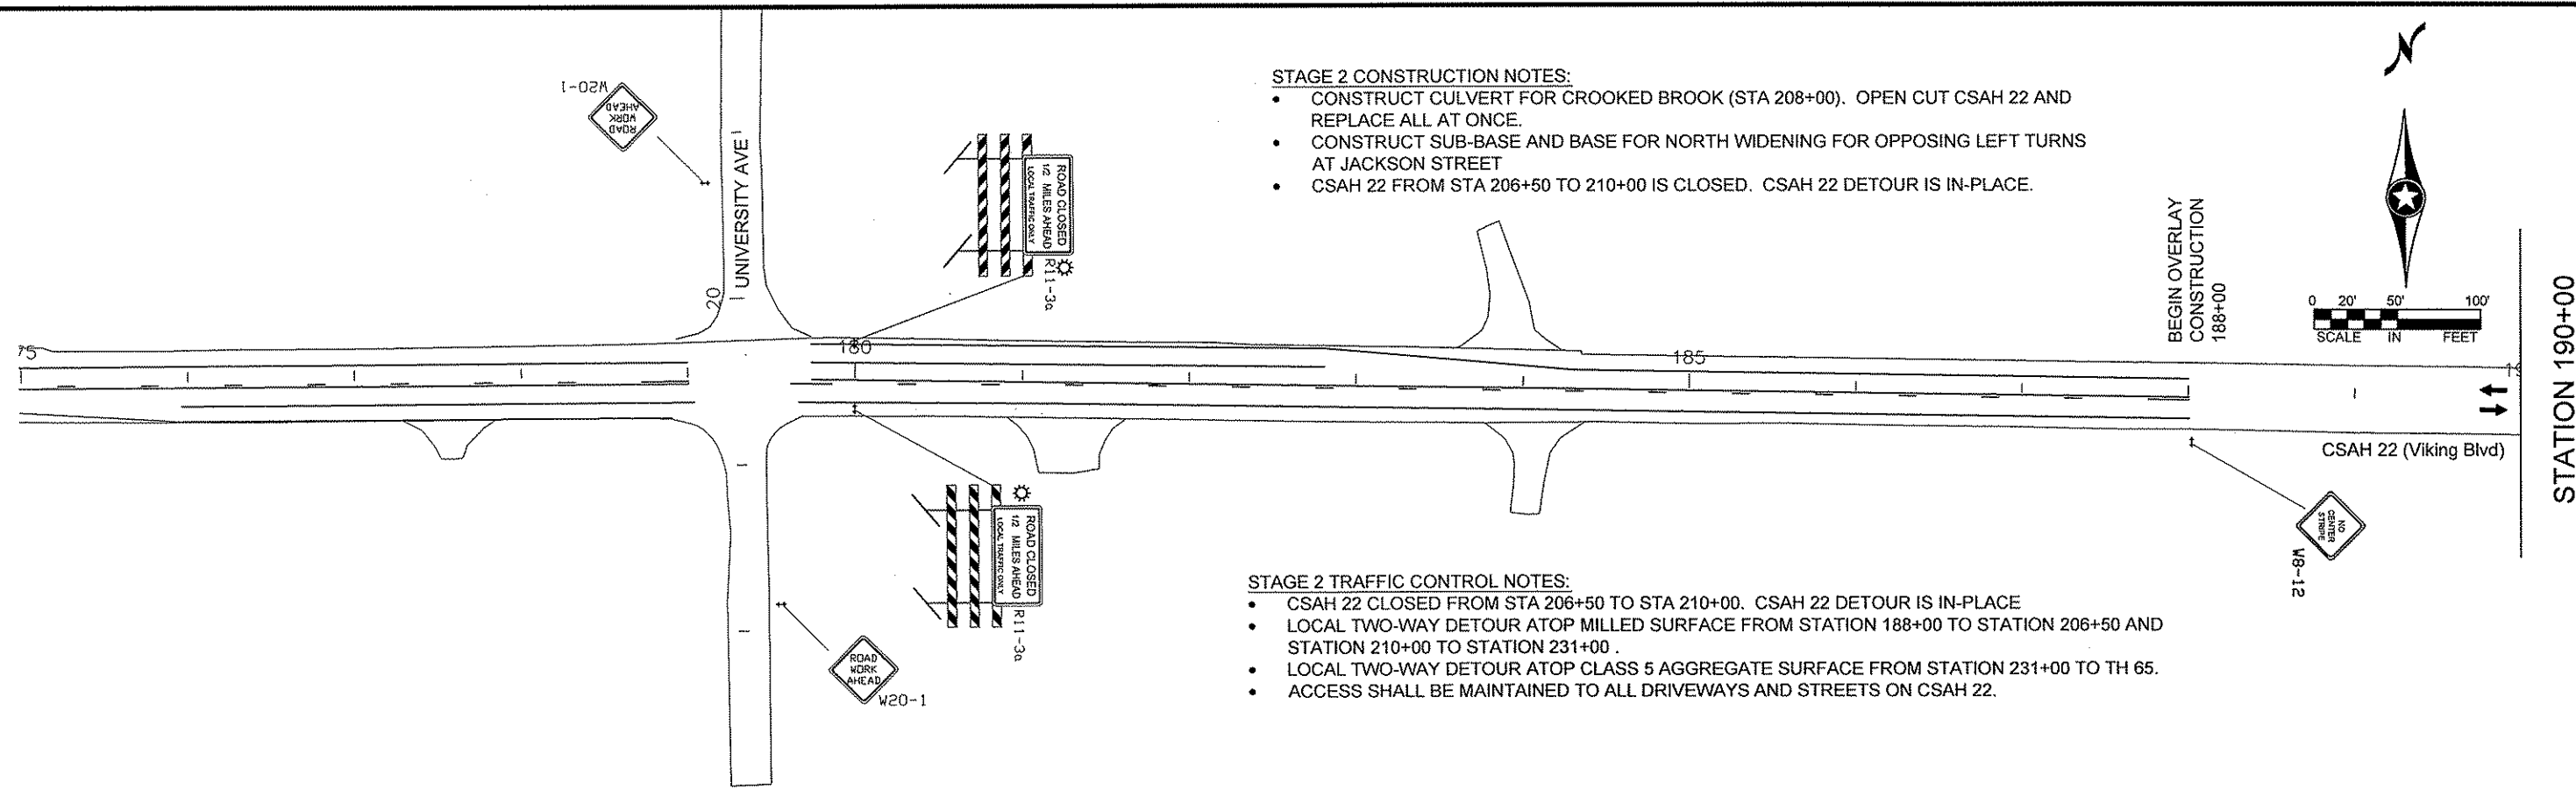 STAGE 2 CONSTRUCTION NOTES:
• CONSTRUCT CULVERT FOR CROOKED BROOK (STA 208+00). OPEN CUT CSAH 22 AND
REPLACE ALL AT ONCE.
• CONSTRUCT SUB-BASE AND BASE FOR NORTH WIDENING FOR OPPOSING LEFT TURNS
AT JACKSON STREET
• CSAH 22 FROM STA 206+50 TO 210+00 IS CLOSED. CSAH 22 DETOUR IS IN-PLACE.
N
W20-1
ROAD
WORK
AHEAD
UNIVERSITY AVE
20
ROAD CLOSED
1/2 MILES AHEAD
LOCAL TRAFFIC ONLY
R11-3a
BEGIN OVERLAY
CONSTRUCTION
188+00
0 20' 50' 100'
SCALE IN FEET
STATION 190+00
75
180
185
19
CSAH 22 (Viking Blvd)
NO
CENTER
STRIPE
W8-12
ROAD CLOSED
1/2 MILES AHEAD
LOCAL TRAFFIC ONLY
R11-3a
ROAD
WORK
AHEAD
W20-1
STAGE 2 TRAFFIC CONTROL NOTES:
• CSAH 22 CLOSED FROM STA 206+50 TO STA 210+00. CSAH 22 DETOUR IS IN-PLACE
• LOCAL TWO-WAY DETOUR ATOP MILLED SURFACE FROM STATION 188+00 TO STATION 206+50 AND
STATION 210+00 TO STATION 231+00 .
• LOCAL TWO-WAY DETOUR ATOP CLASS 5 AGGREGATE SURFACE FROM STATION 231+00 TO TH 65.
• ACCESS SHALL BE MAINTAINED TO ALL DRIVEWAYS AND STREETS ON CSAH 22.